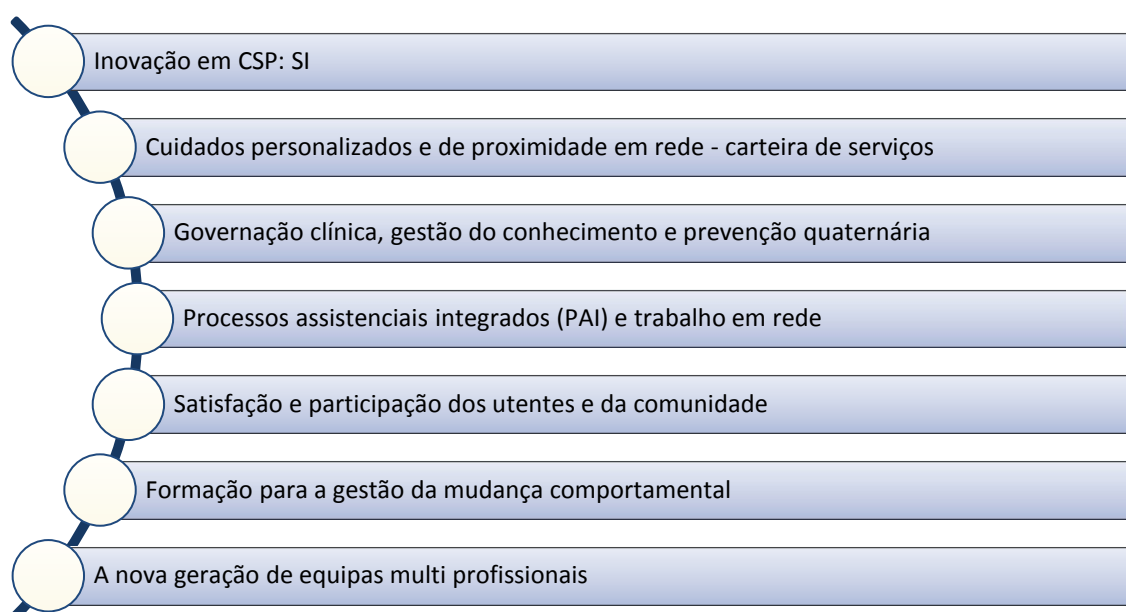 Inovação em CSP: SI
Cuidados personalizados e de proximidade em rede - carteira de serviços
Governação clínica, gestão do conhecimento e prevenção quaternária
Processos assistenciais integrados (PAI) e trabalho em rede
Satisfação e participação dos utentes e da comunidade
Formação para a gestão da mudança comportamental
A nova geração de equipas multi profissionais